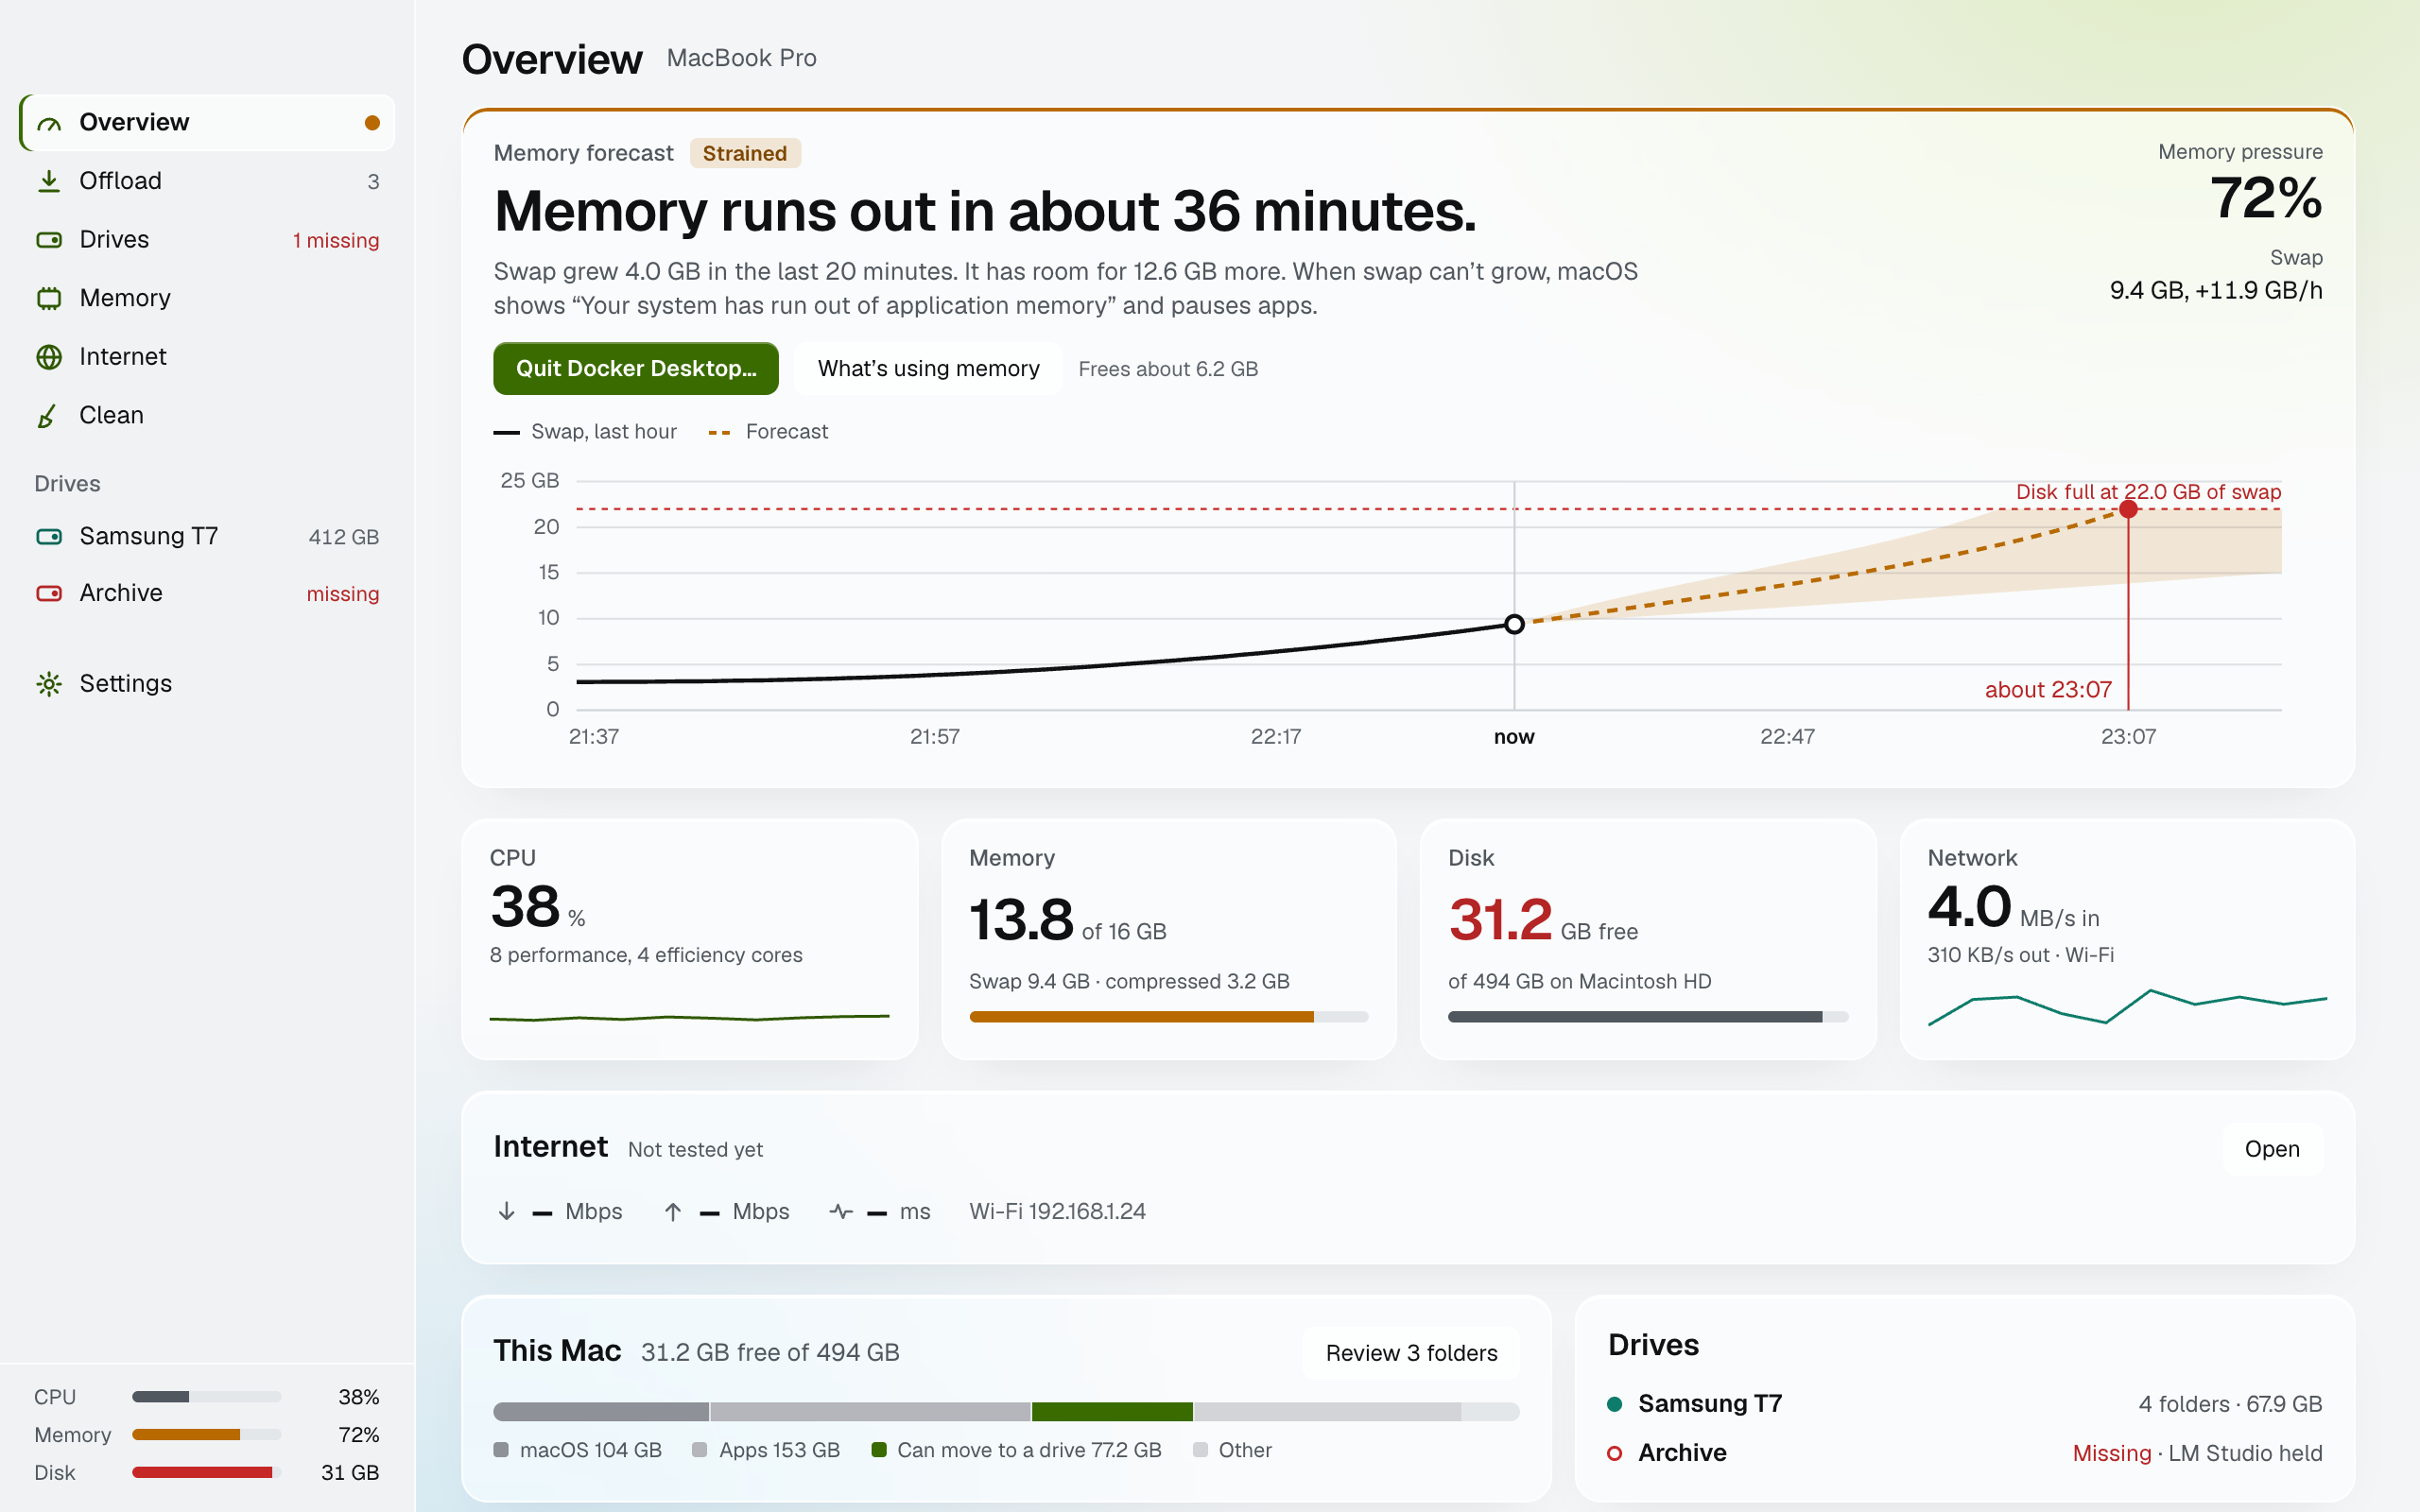 Overview
Offload 3
Drives 1 missing
Memory
Internet
Clean
Drives
Samsung T7 412 GB
Archive missing
Settings
CPU 38%
Memory 72%
Disk 31 GB
Overview MacBook Pro
Memory forecast Strained
Memory runs out in about 36 minutes.
Swap grew 4.0 GB in the last 20 minutes. It has room for 12.6 GB more. When swap can’t grow, macOS
shows “Your system has run out of application memory” and pauses apps.
Quit Docker Desktop… What’s using memory Frees about 6.2 GB
Memory pressure
72%
Swap
9.4 GB, +11.9 GB/h
Swap, last hour Forecast
25 GB
20
15
10
5
0
Disk full at 22.0 GB of swap
about 23:07
21:37 21:57 22:17 now 22:47 23:07
CPU
38 %
8 performance, 4 efficiency cores
Memory
13.8 of 16 GB
Swap 9.4 GB · compressed 3.2 GB
Disk
31.2 GB free
of 494 GB on Macintosh HD
Network
4.0 MB/s in
310 KB/s out · Wi-Fi
Internet Not tested yet Open
– Mbps – Mbps – ms Wi-Fi 192.168.1.24
This Mac 31.2 GB free of 494 GB Review 3 folders
macOS 104 GB Apps 153 GB Can move to a drive 77.2 GB Other
Drives
Samsung T7 4 folders · 67.9 GB
Archive Missing · LM Studio held